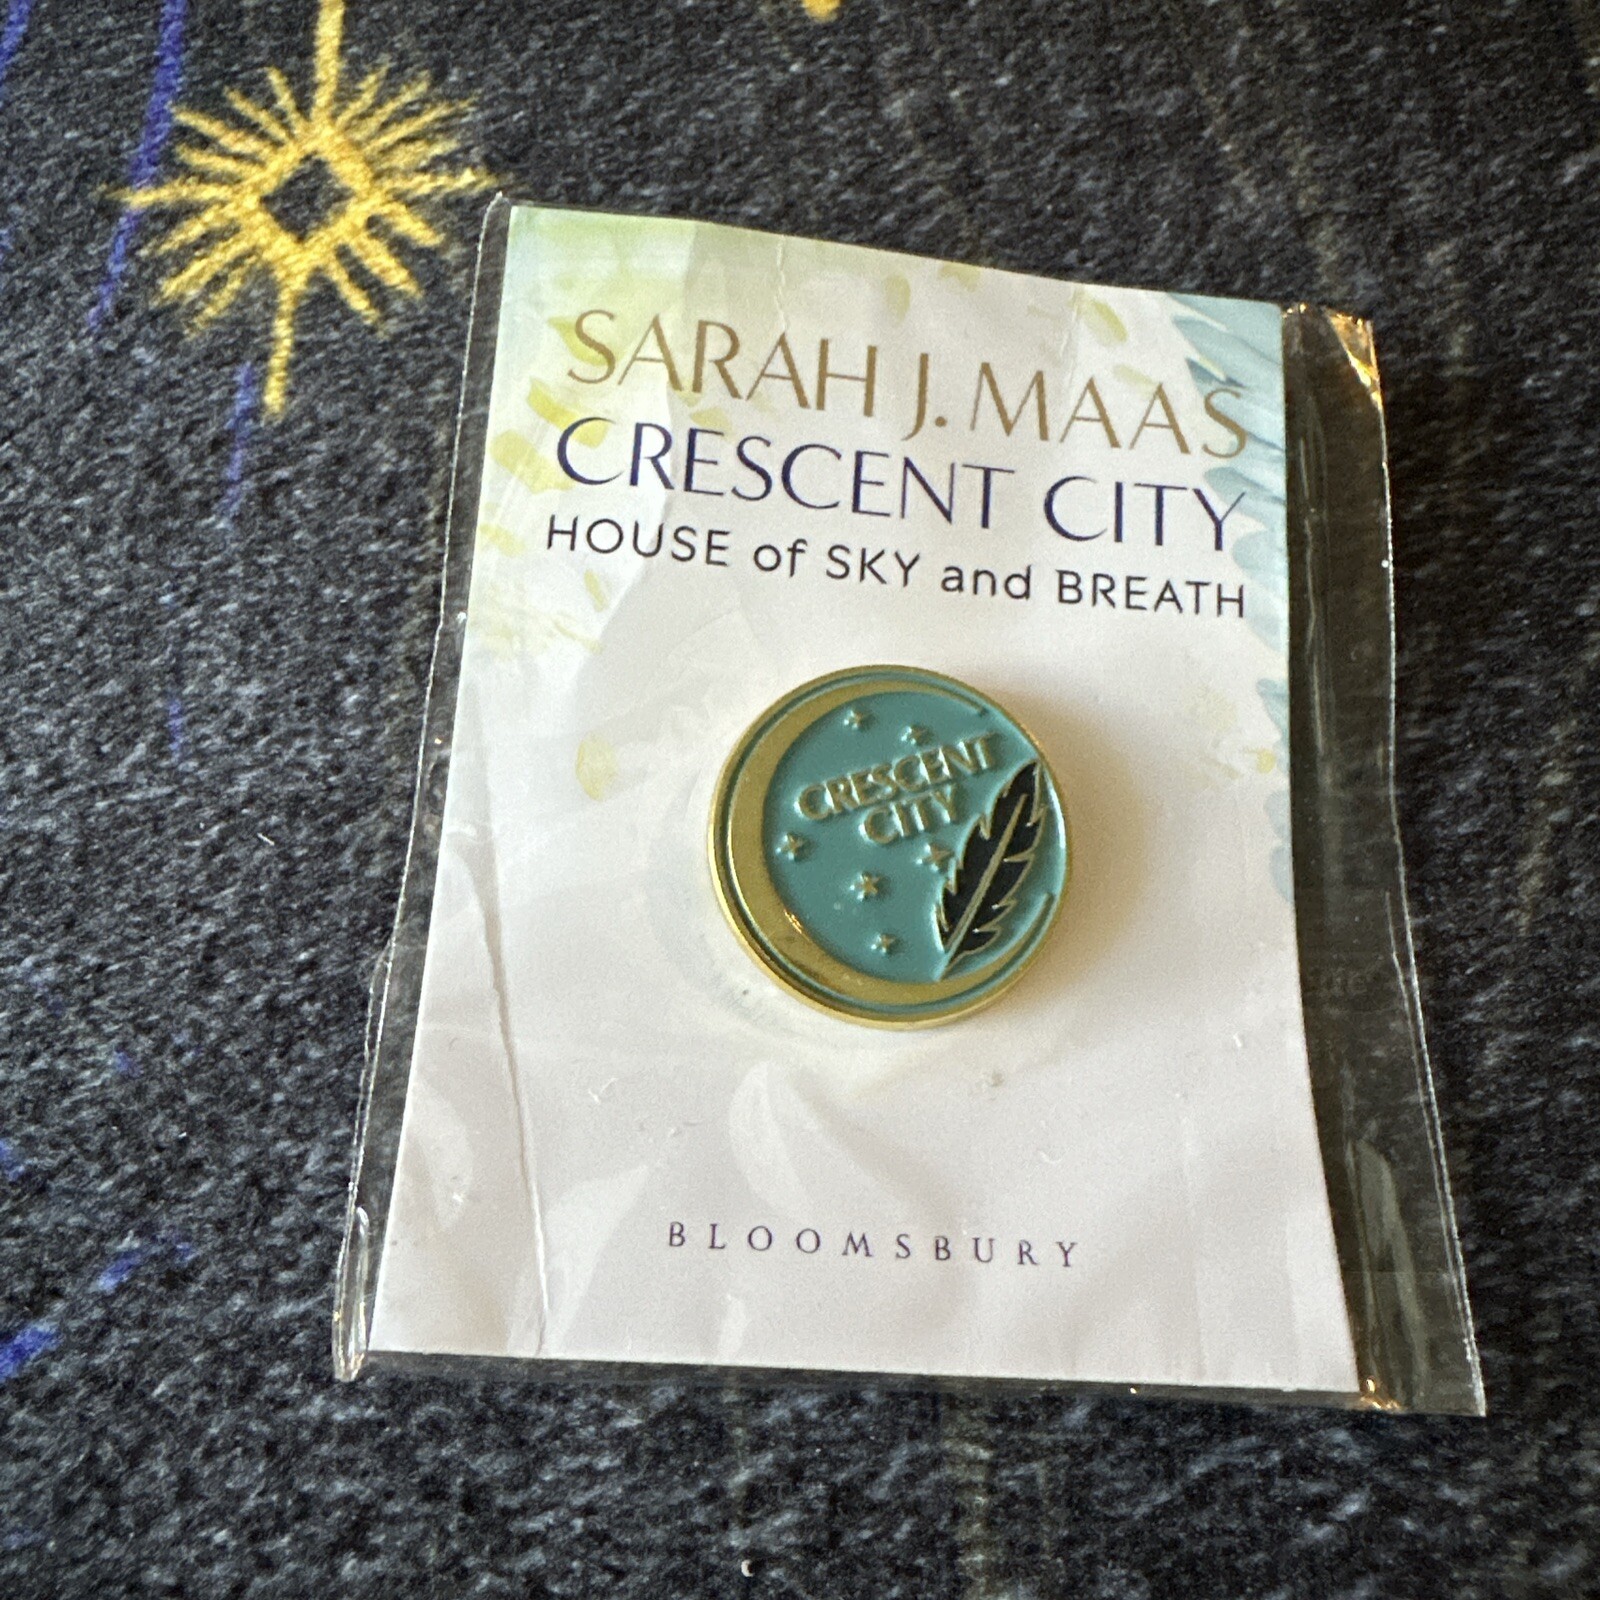 SARAH J. MAAS
CRESCENT CITY
HOUSE of SKY and BREATH
CRESCENT
CITY
BLOOMSBURY